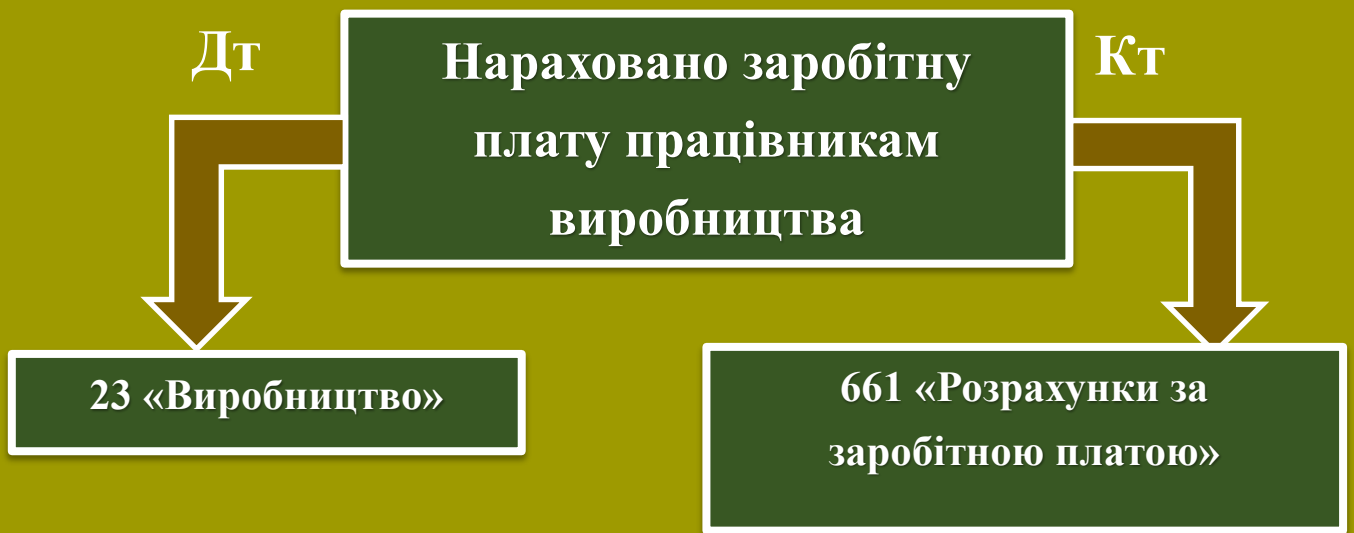 Дт
Нараховано заробітну
плату працівникам
виробництва
Кт
23 «Виробництво»
661 «Розрахунки за
заробітною платою»